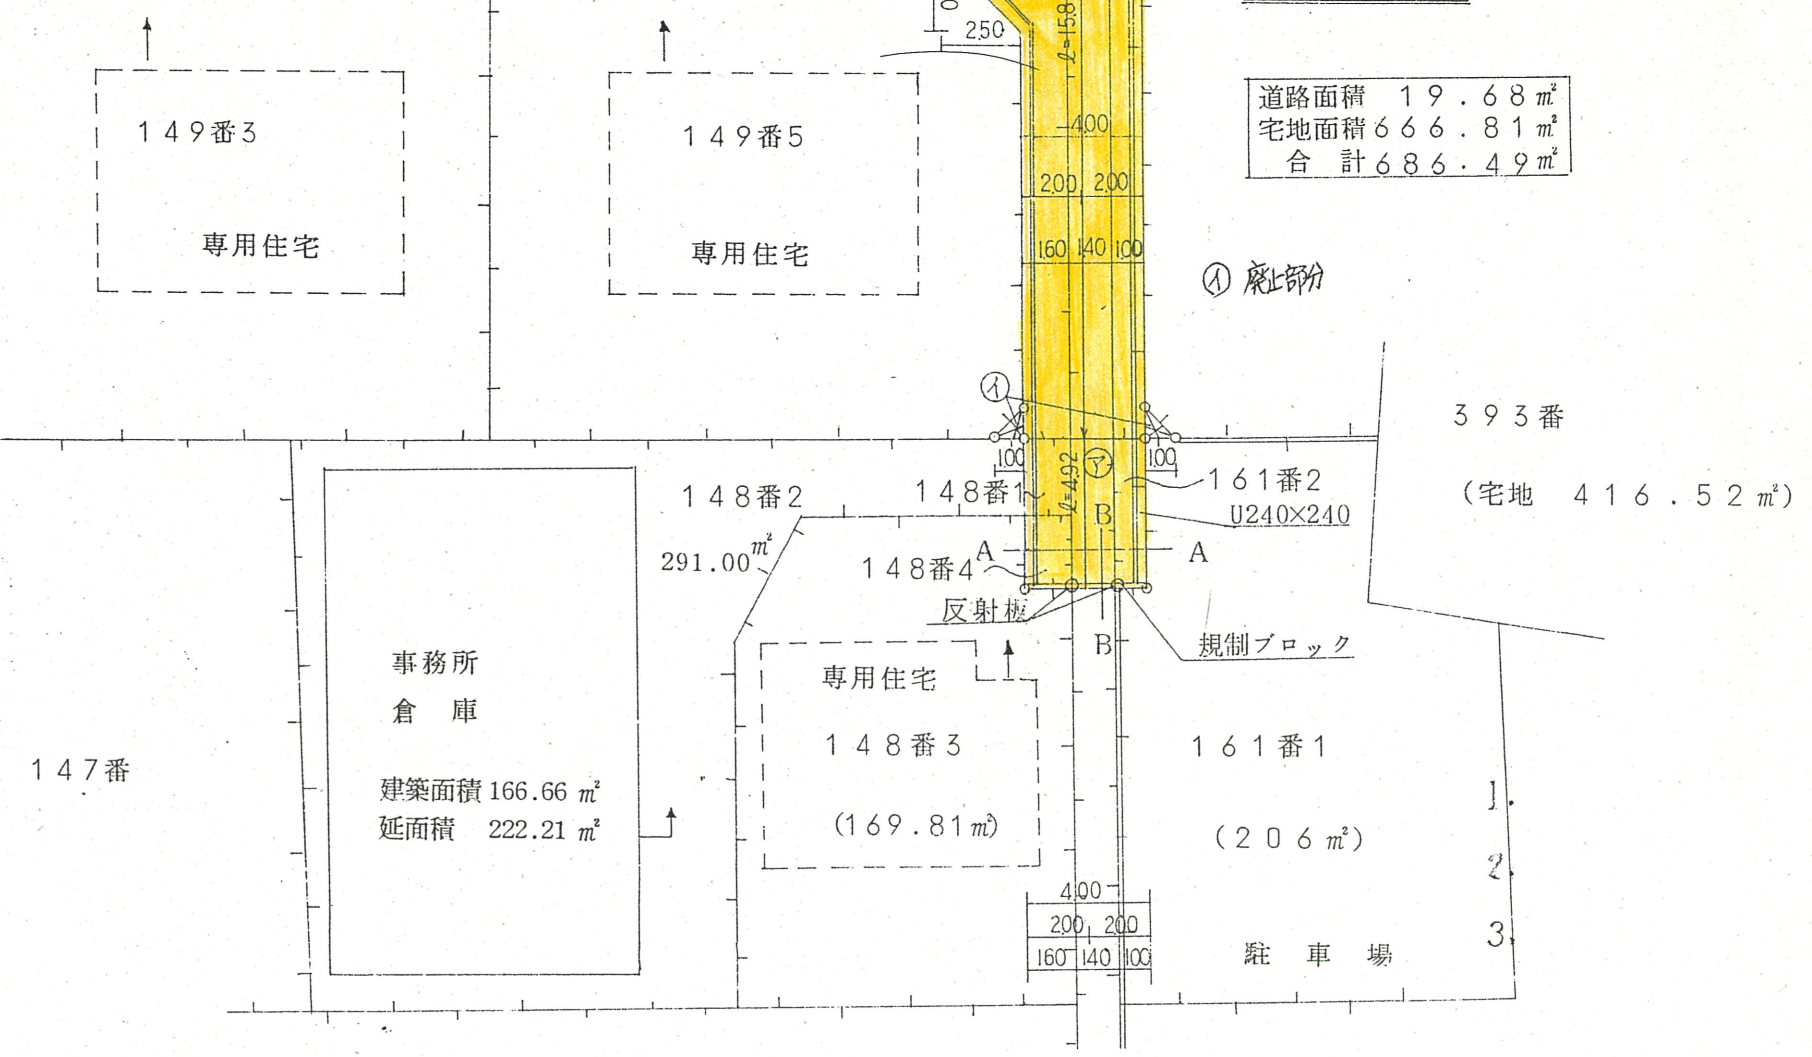 250
l=15.8
道路面積 19.68㎡
宅地面積666.81㎡
合 計686.49㎡
149番3
専用住宅
149番5
専用住宅
4.00
2.00 2.00
1.60 1.40 1.00
イ 廃止部分
イ
393番
(宅地 416.52㎡)
1.00
ア
1.00
l=4.92
148番2
148番1
161番2
U240×240
B
A
A
291.00㎡
148番4
反射板
B
規制ブロック
事務所
倉 庫
建築面積 166.66 ㎡
延面積 222.21 ㎡
専用住宅
148番3
(169.81㎡)
161番1
(206㎡)
147番
1.
2.
3.
4.00
2.00 2.00
1.60 1.40 1.00
駐 車 場